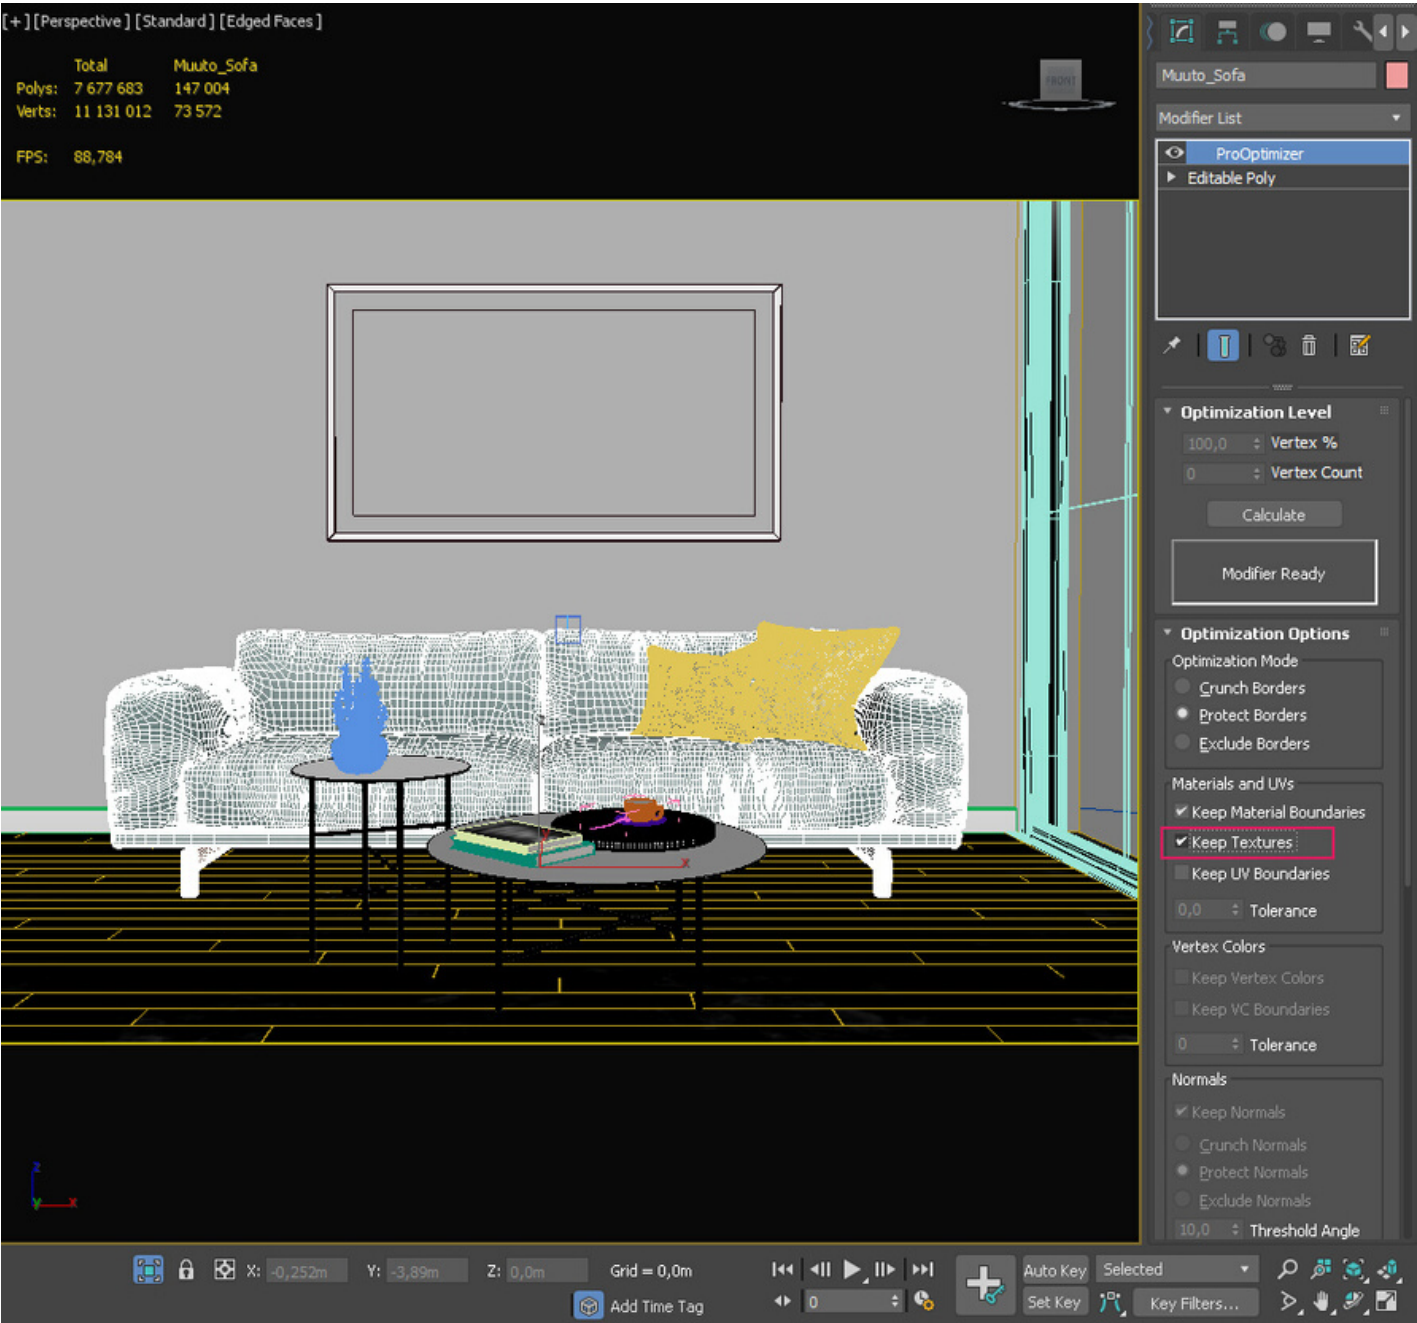 [+] [Perspective] [Standard] [Edged Faces]
Total Muuto_Sofa
Polys: 7 677 683 147 004
Verts: 11 131 012 73 572
FPS: 88,784
FRONT
Muuto_Sofa
Modifier List
ProOptimizer
Editable Poly
Optimization Level
100,0 Vertex %
0 Vertex Count
Calculate
Modifier Ready
Optimization Options
Optimization Mode
Crunch Borders
Protect Borders
Exclude Borders
Materials and UVs
Keep Material Boundaries
Keep Textures
Keep UV Boundaries
0,0 Tolerance
Vertex Colors
Keep Vertex Colors
Keep VC Boundaries
0 Tolerance
Normals
Keep Normals
Crunch Normals
Protect Normals
Exclude Normals
10,0 Threshold Angle
x
z
y x
X: -0,252m Y: -3,89m Z: 0,0m Grid = 0,0m
Auto Key Selected
Add Time Tag
0
Set Key Key Filters...